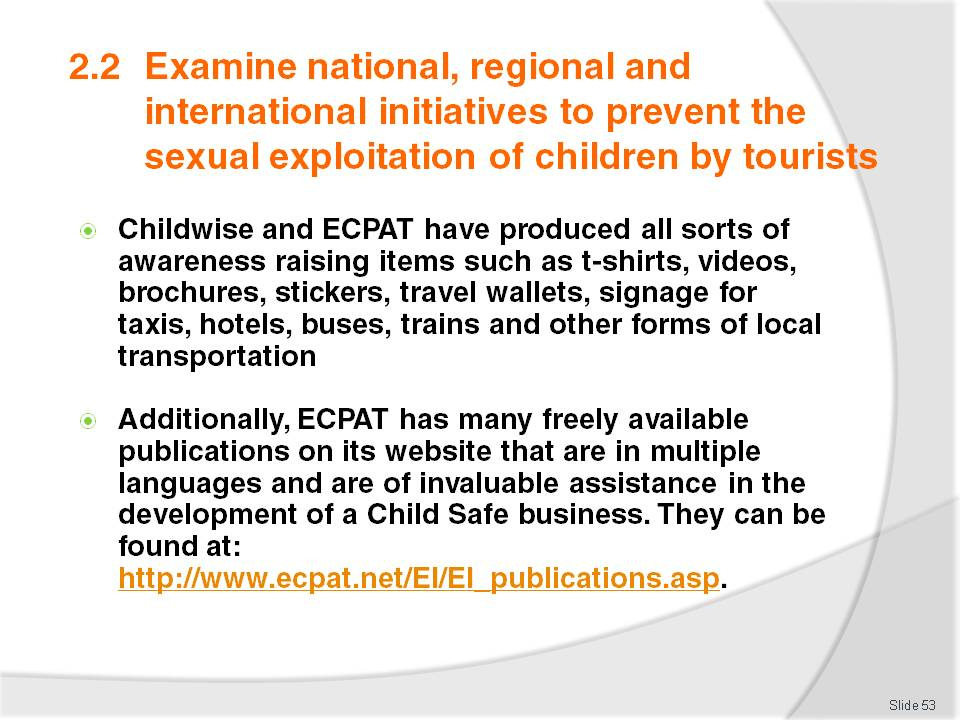 2.2 Examine national, regional and
international initiatives to prevent the
sexual exploitation of children by tourists
Childwise and ECPAT have produced all sorts of
awareness raising items such as t-shirts, videos,
brochures, stickers, travel wallets, signage for
taxis, hotels, buses, trains and other forms of local
transportation
Additionally, ECPAT has many freely available
publications on its website that are in multiple
languages and are of invaluable assistance in the
development of a Child Safe business. They can be
found at:
http://www.ecpat.net/EI/EI_publications.asp.
Slide 53